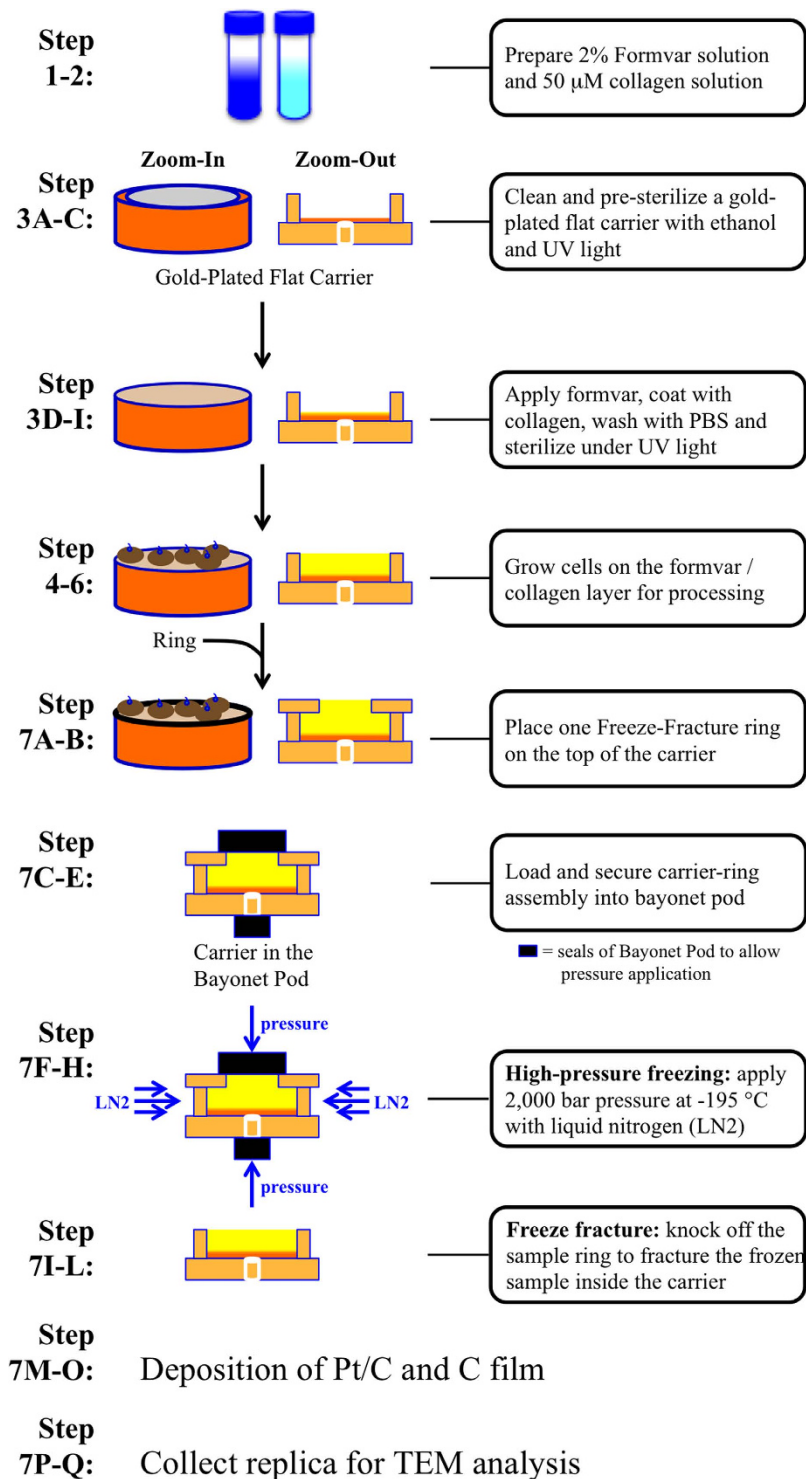 Step
1-2:
Prepare 2% Formvar solution
and 50 μM collagen solution
Zoom-In
Zoom-Out
Step
3A-C:
Clean and pre-sterilize a gold-
plated flat carrier with ethanol
and UV light
Gold-Plated Flat Carrier
Step
3D-I:
Apply formvar, coat with
collagen, wash with PBS and
sterilize under UV light
Step
4-6:
Grow cells on the formvar /
collagen layer for processing
Ring
Step
7A-B:
Place one Freeze-Fracture ring
on the top of the carrier
Step
7C-E:
Load and secure carrier-ring
assembly into bayonet pod
Carrier in the
Bayonet Pod
= seals of Bayonet Pod to allow
pressure application
Step
7F-H:
pressure
LN2
LN2
pressure
High-pressure freezing: apply
2,000 bar pressure at -195 °C
with liquid nitrogen (LN2)
Step
7I-L:
Freeze fracture: knock off the
sample ring to fracture the frozen
sample inside the carrier
Step
7M-O:
Deposition of Pt/C and C film
Step
7P-Q:
Collect replica for TEM analysis